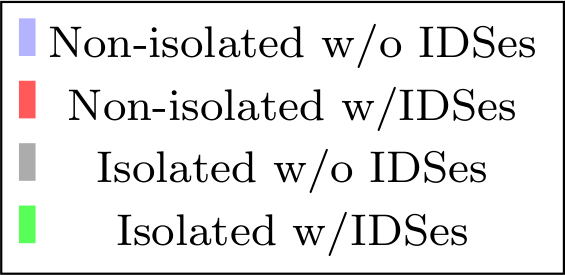 Non-isolated w/o IDSes
Non-isolated w/IDSes
Isolated w/o IDSes
Isolated w/IDSes